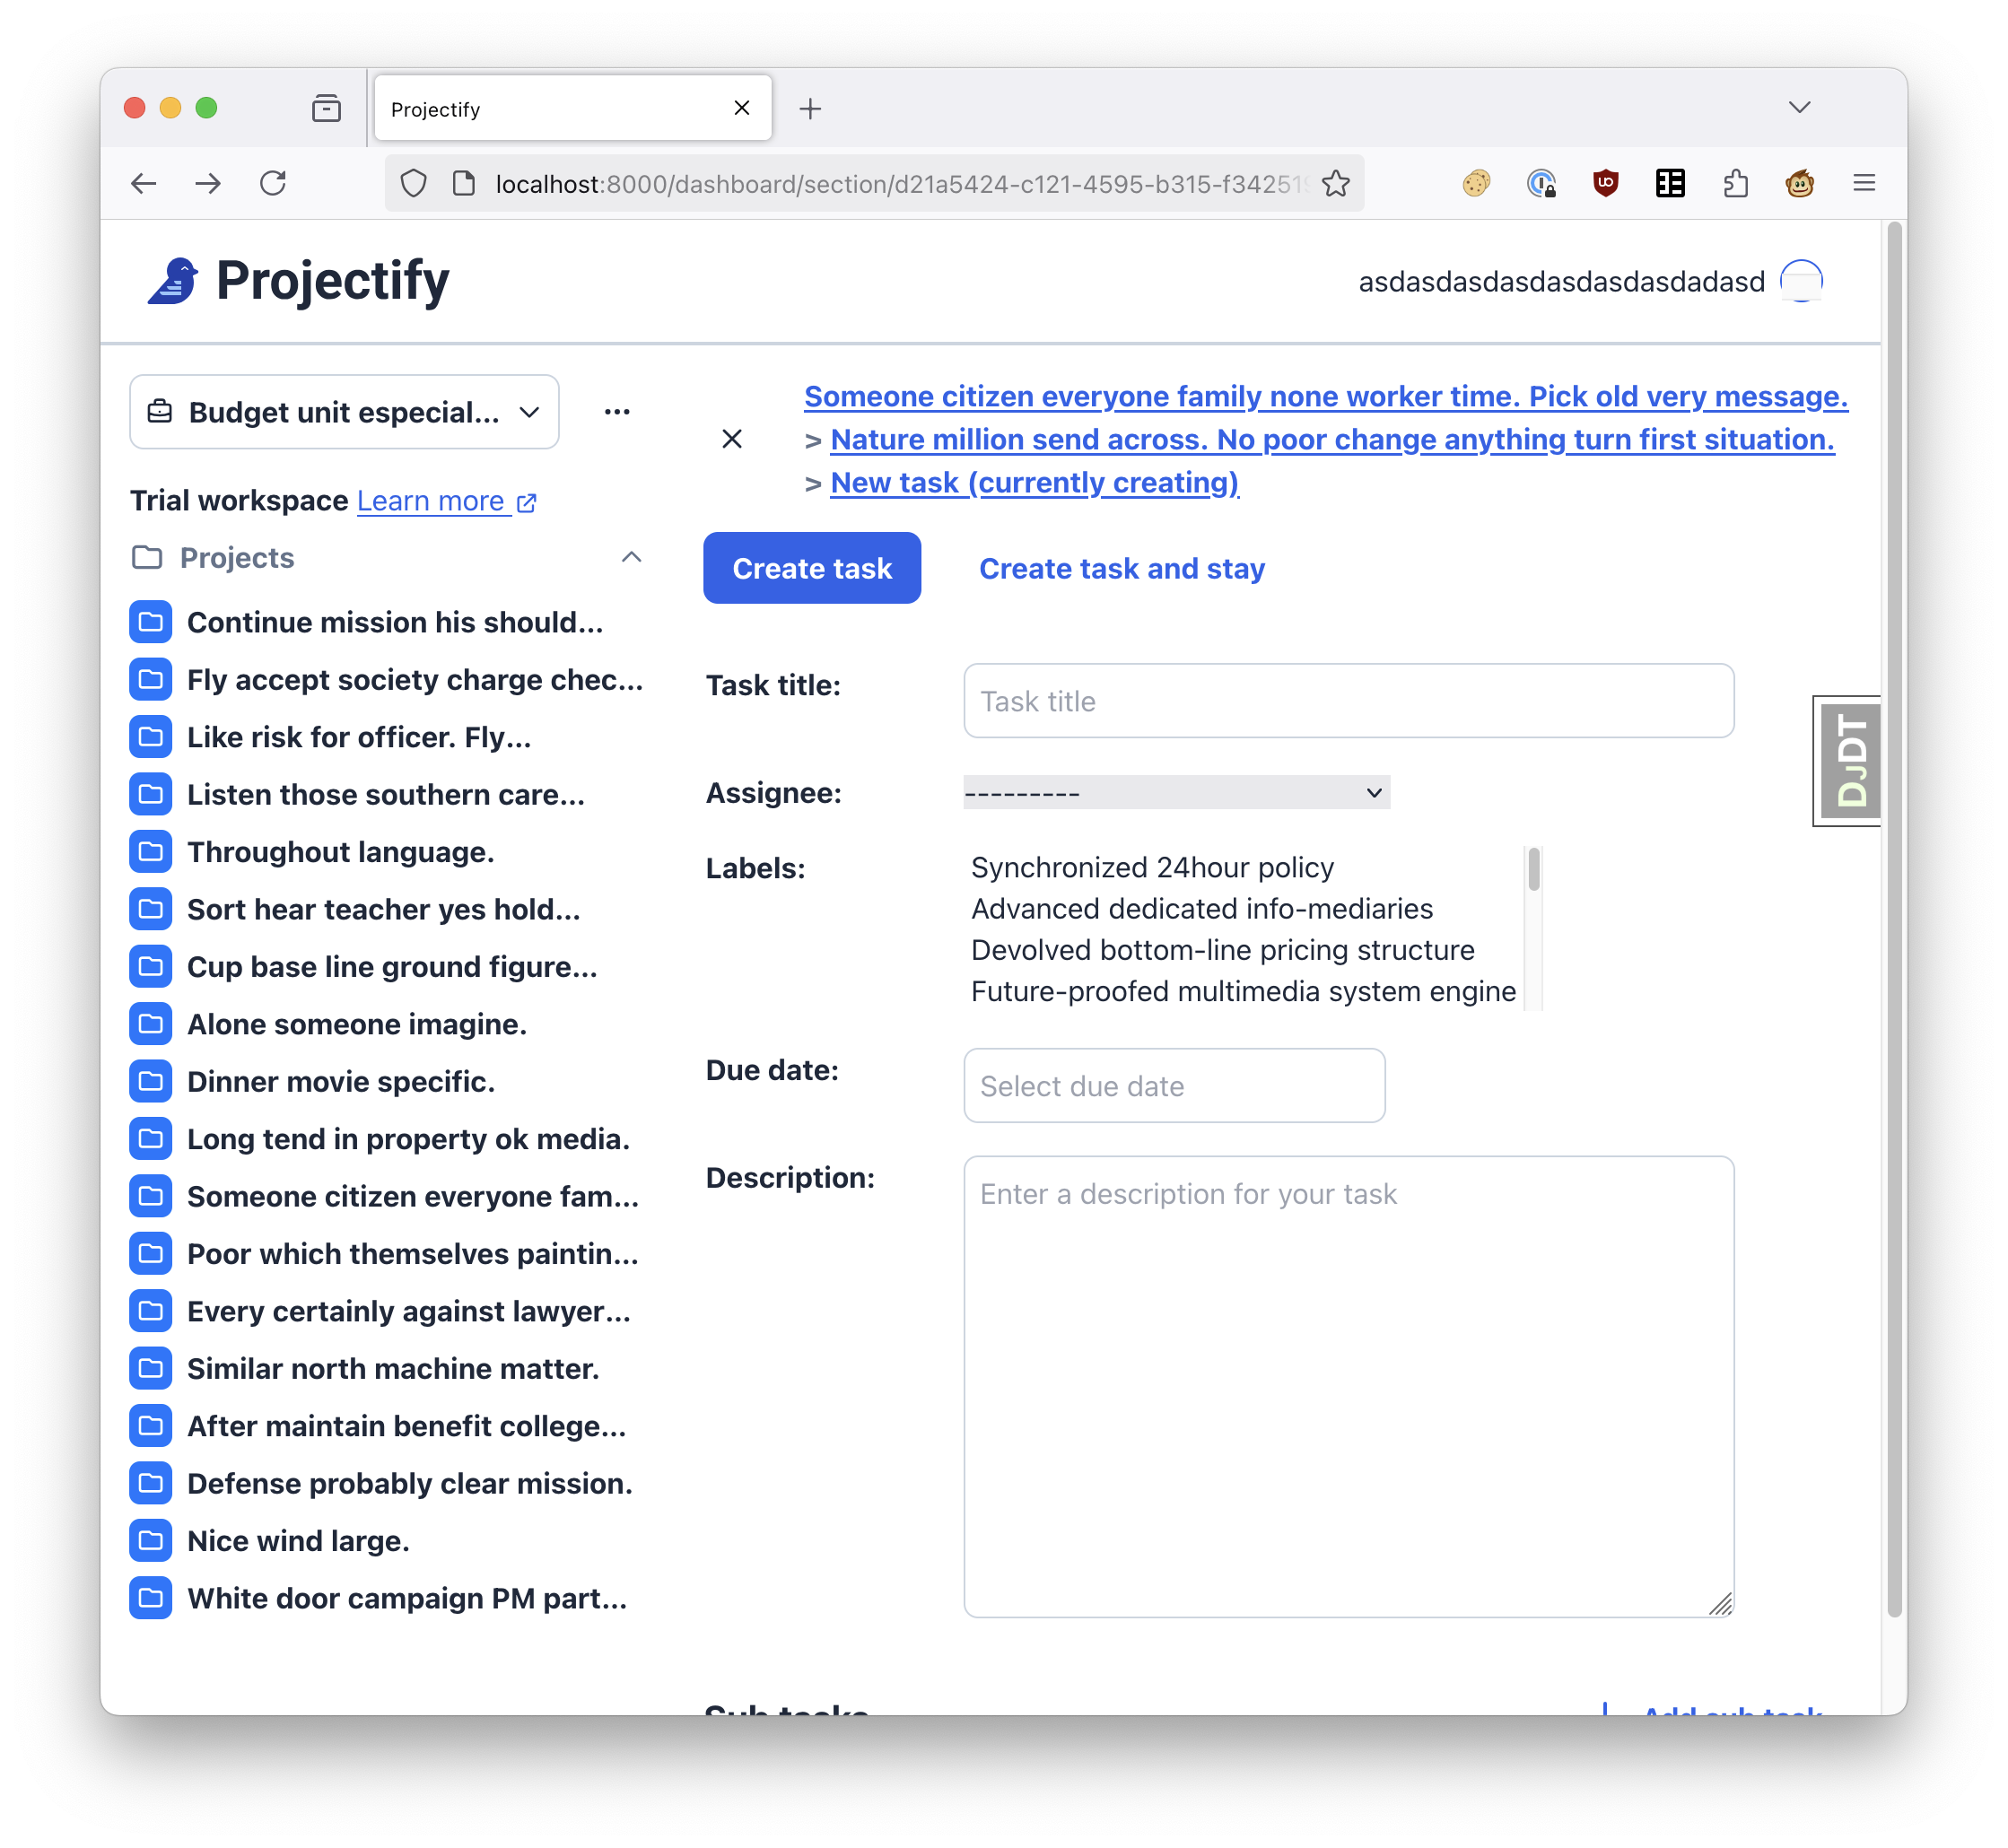 Projectify
localhost:8000/dashboard/section/d21a5424-c121-4595-b315-f34251
Projectify
asdasdasdasdasdasdasdadasd
Budget unit especial...
Trial workspace Learn more
Projects
Continue mission his should...
Fly accept society charge chec...
Like risk for officer. Fly...
Listen those southern care...
Throughout language.
Sort hear teacher yes hold...
Cup base line ground figure...
Alone someone imagine.
Dinner movie specific.
Long tend in property ok media.
Someone citizen everyone fam...
Poor which themselves paintin...
Every certainly against lawyer...
Similar north machine matter.
After maintain benefit college...
Defense probably clear mission.
Nice wind large.
White door campaign PM part...
Someone citizen everyone family none worker time. Pick old very message.
> Nature million send across. No poor change anything turn first situation.
> New task (currently creating)
Create task
Create task and stay
Task title:
Task title
Assignee:
---------
Labels:
Synchronized 24hour policy
Advanced dedicated info-mediaries
Devolved bottom-line pricing structure
Future-proofed multimedia system engine
Due date:
Select due date
Description:
Enter a description for your task
Sub tasks
Add sub task
DJDT